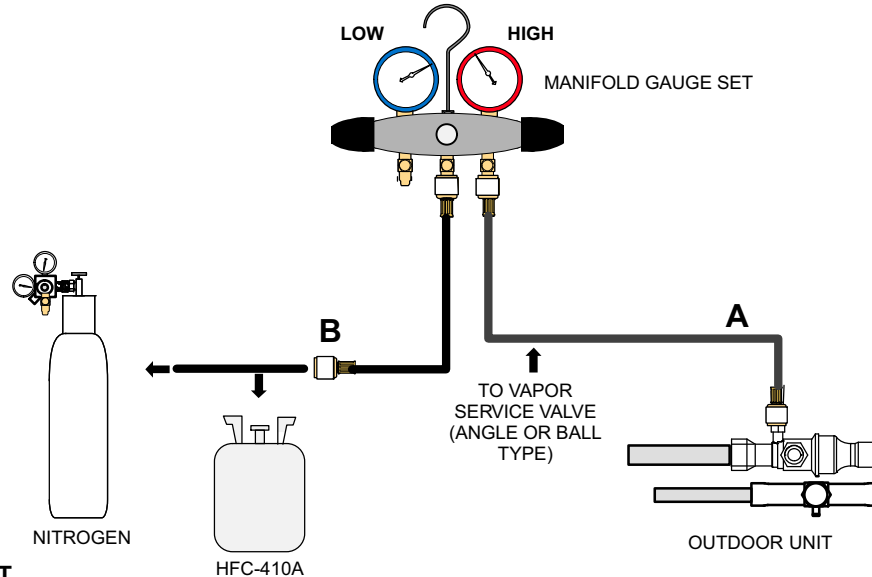 LOW
HIGH
MANIFOLD GAUGE SET
B
A
TO VAPOR
SERVICE VALVE
(ANGLE OR BALL
TYPE)
NITROGEN
OUTDOOR UNIT
HFC-410A
T